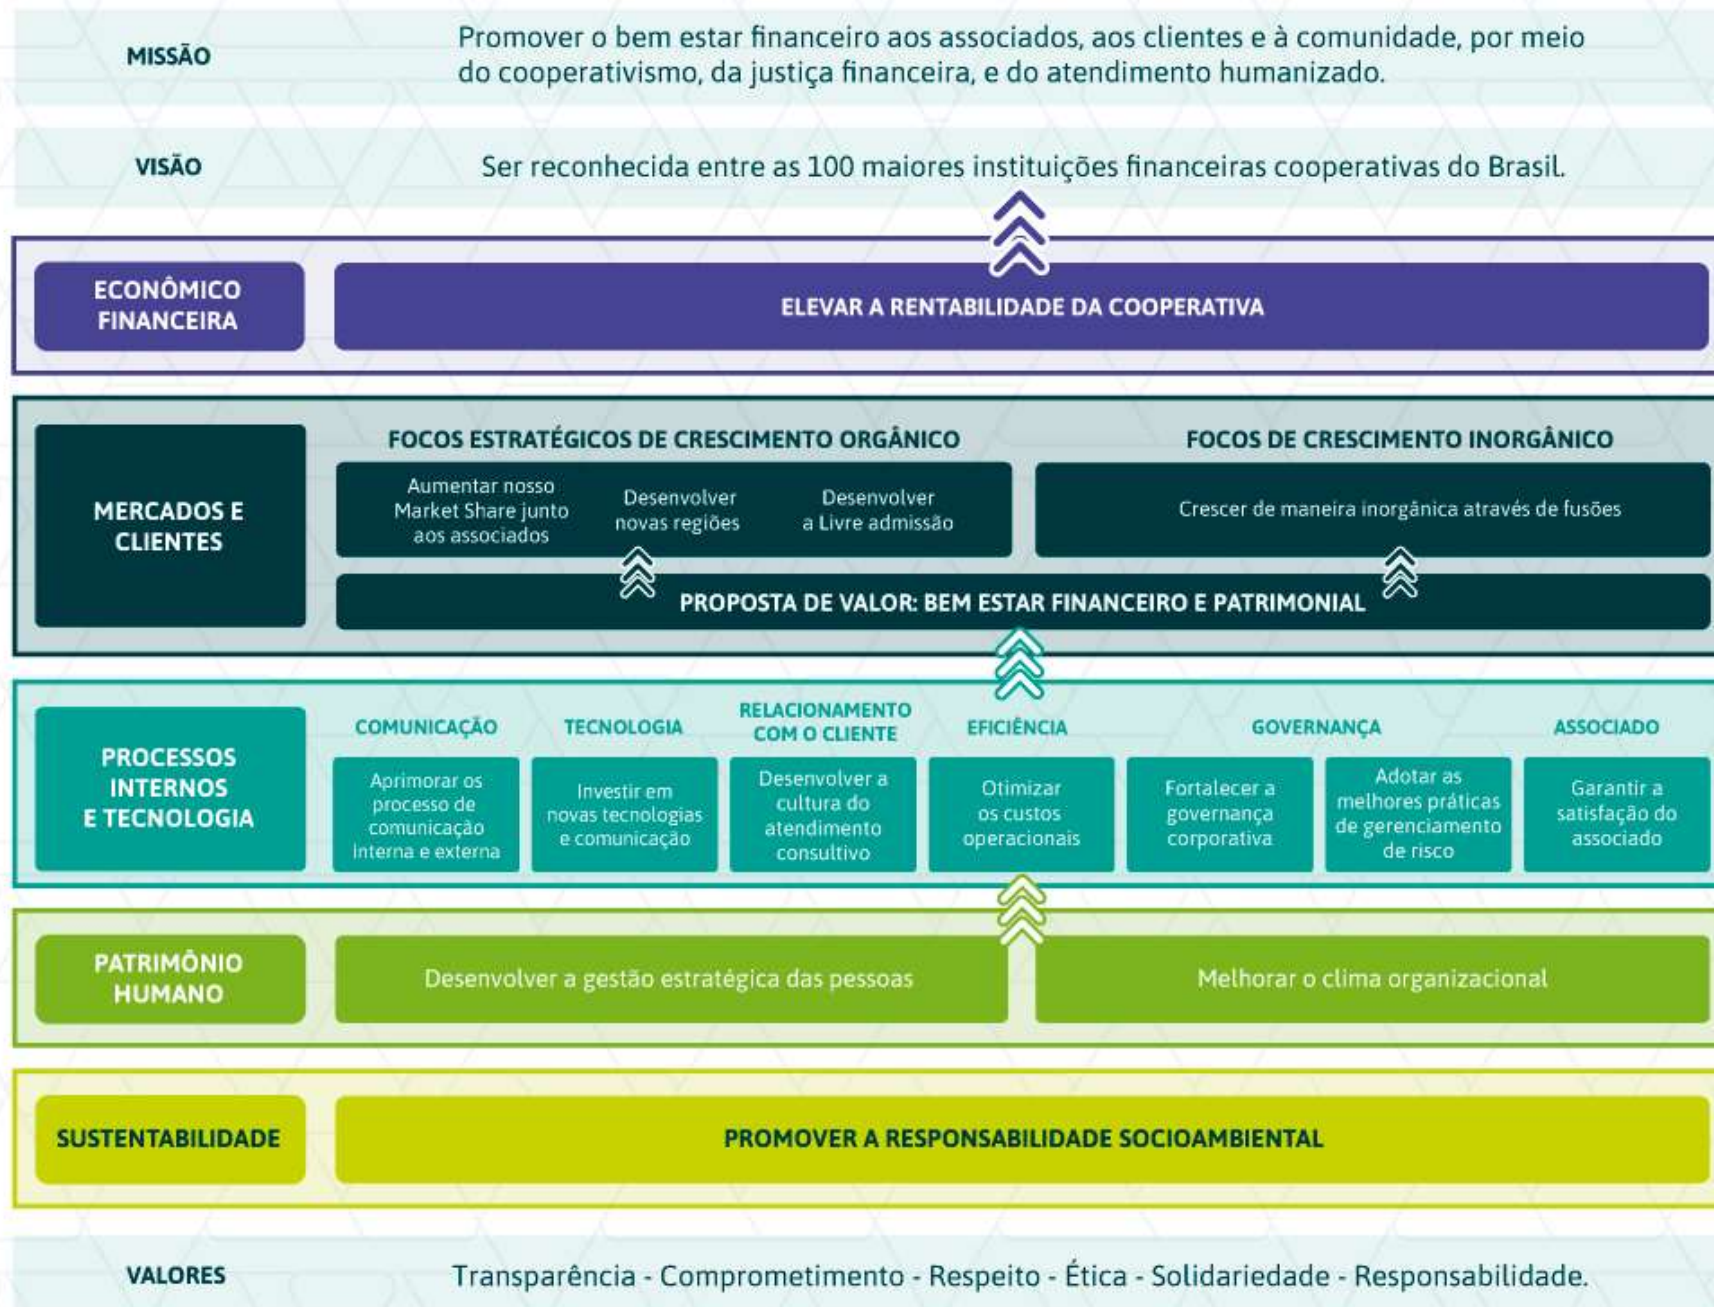 MISSÃO
Promover o bem estar financeiro aos associados, aos clientes e à comunidade, por meio
do cooperativismo, da justiça financeira, e do atendimento humanizado.
VISÃO
Ser reconhecida entre as 100 maiores instituições financeiras cooperativas do Brasil.
ECONÔMICO
FINANCEIRA
ELEVAR A RENTABILIDADE DA COOPERATIVA
MERCADOS E
CLIENTES
FOCOS ESTRATÉGICOS DE CRESCIMENTO ORGÂNICO
Aumentar nosso
Market Share junto
aos associados
Desenvolver
novas regiões
Desenvolver
a Livre admissão
FOCOS DE CRESCIMENTO INORGÂNICO
Crescer de maneira inorgânica através de fusões
PROPOSTA DE VALOR: BEM ESTAR FINANCEIRO E PATRIMONIAL
PROCESSOS
INTERNOS
E TECNOLOGIA
COMUNICAÇÃO
Aprimorar os
processo de
comunicação
interna e externa
TECNOLOGIA
Investir em
novas tecnologias
e comunicação
RELACIONAMENTO
COM O CLIENTE
Desenvolver a
cultura do
atendimento
consultivo
EFICIÊNCIA
Otimizar
os custos
operacionais
GOVERNANÇA
Fortalecer a
governança
corporativa
Adotar as
melhores práticas
de gerenciamento
de risco
ASSOCIADO
Garantir a
satisfação do
associado
PATRIMÔNIO
HUMANO
Desenvolver a gestão estratégica das pessoas
Melhorar o clima organizacional
SUSTENTABILIDADE
PROMOVER A RESPONSABILIDADE SOCIOAMBIENTAL
VALORES
Transparência - Comprometimento - Respeito - Ética - Solidariedade - Responsabilidade.